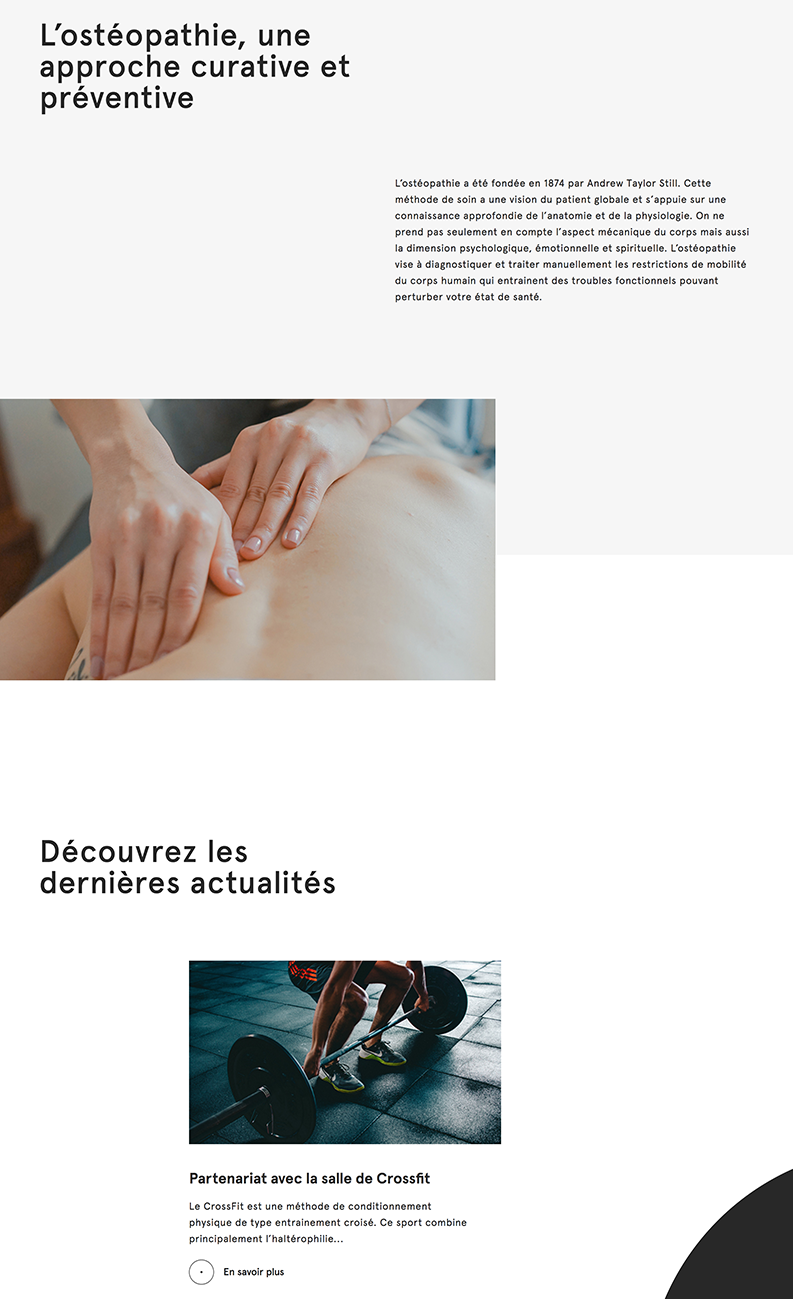 L’ostéopathie, une
approche curative et
préventive
L’ostéopathie a été fondée en 1874 par Andrew Taylor Still. Cette
méthode de soin a une vision du patient globale et s’appuie sur une
connaissance approfondie de l’anatomie et de la physiologie. On ne
prend pas seulement en compte l’aspect mécanique du corps mais aussi
la dimension psychologique, émotionnelle et spirituelle. L’ostéopathie
vise à diagnostiquer et traiter manuellement les restrictions de mobilité
du corps humain qui entrainent des troubles fonctionnels pouvant
perturber votre état de santé.
Découvrez les
dernières actualités
Partenariat avec la salle de Crossfit
Le CrossFit est une méthode de conditionnement
physique de type entrainement croisé. Ce sport combine
principalement l’haltérophilie...
En savoir plus